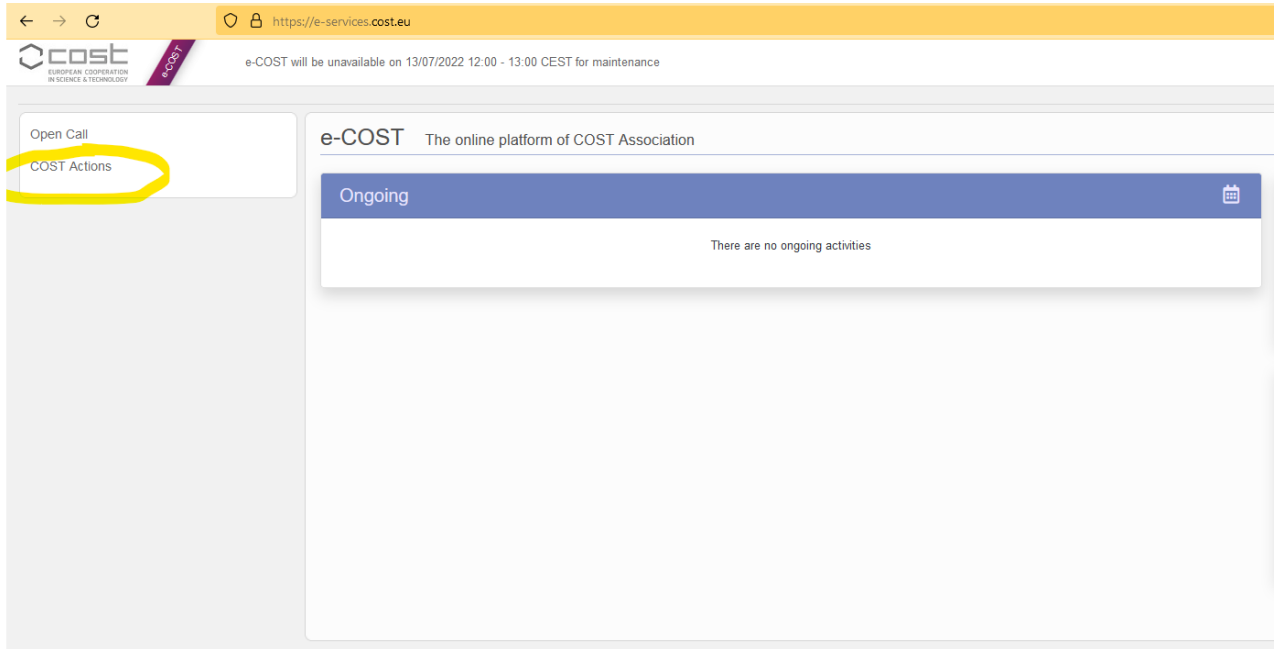 https://e-services.cost.eu
cost
EUROPEAN COOPERATION
IN SCIENCE & TECHNOLOGY
e-COST
e-COST will be unavailable on 13/07/2022 12:00 - 13:00 CEST for maintenance
Open Call
COST Actions
e-COST The online platform of COST Association
Ongoing
There are no ongoing activities